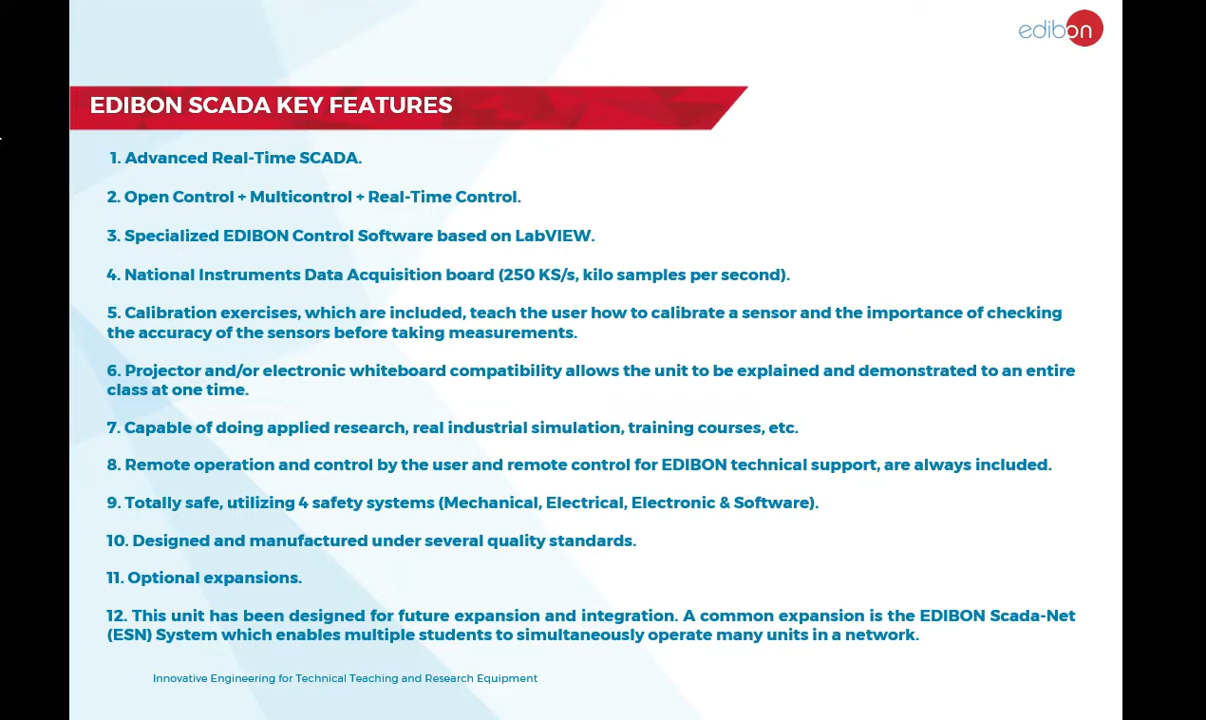 edibon
EDIBON SCADA KEY FEATURES
1. Advanced Real-Time SCADA.
2. Open Control + Multicontrol + Real-Time Control.
3. Specialized EDIBON Control Software based on LabVIEW.
4. National Instruments Data Acquisition board (250 KS/s, kilo samples per second).
5. Calibration exercises, which are included, teach the user how to calibrate a sensor and the importance of checking
the accuracy of the sensors before taking measurements.
6. Projector and/or electronic whiteboard compatibility allows the unit to be explained and demonstrated to an entire
class at one time.
7. Capable of doing applied research, real industrial simulation, training courses, etc.
8. Remote operation and control by the user and remote control for EDIBON technical support, are always included.
9. Totally safe, utilizing 4 safety systems (Mechanical, Electrical, Electronic & Software).
10. Designed and manufactured under several quality standards.
11. Optional expansions.
12. This unit has been designed for future expansion and integration. A common expansion is the EDIBON Scada-Net
(ESN) System which enables multiple students to simultaneously operate many units in a network.
Innovative Engineering for Technical Teaching and Research Equipment